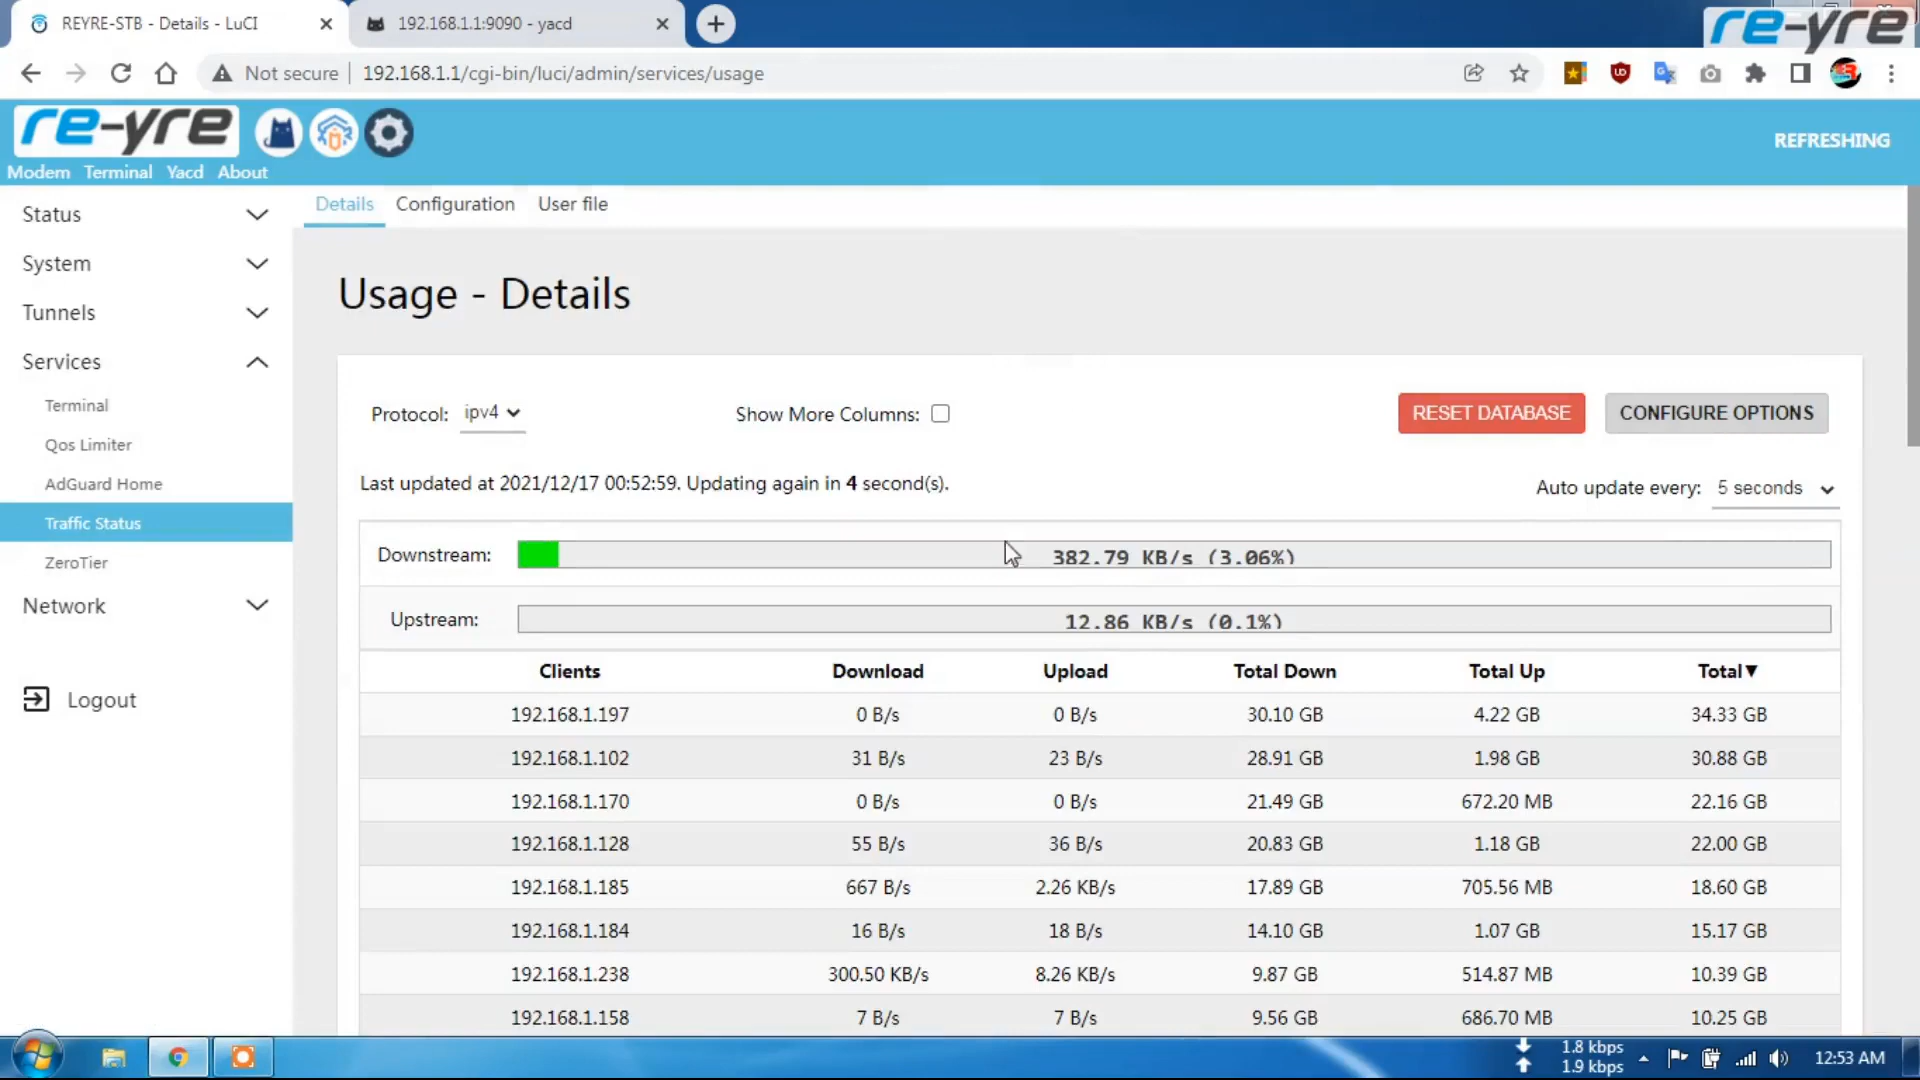 REYRE-STB - Details - LuCI
192.168.1.1:9090 - yacd
re-yre
Not secure
192.168.1.1/cgi-bin/luci/admin/services/usage
re-yre
REFRESHING
Modem Terminal Yacd About
Status
System
Tunnels
Services
Terminal
Qos Limiter
AdGuard Home
Traffic Status
ZeroTier
Network
Logout
Details Configuration User file
Usage - Details
Protocol: ipv4
Show More Columns:
RESET DATABASE
CONFIGURE OPTIONS
Last updated at 2021/12/17 00:52:59. Updating again in 4 second(s).
Auto update every: 5 seconds
Downstream: 382.79 KB/s (3.06%)
Upstream: 12.86 KB/s (0.1%)
Clients Download Upload Total Down Total Up Total▼
192.168.1.197 0 B/s 0 B/s 30.10 GB 4.22 GB 34.33 GB
192.168.1.102 31 B/s 23 B/s 28.91 GB 1.98 GB 30.88 GB
192.168.1.170 0 B/s 0 B/s 21.49 GB 672.20 MB 22.16 GB
192.168.1.128 55 B/s 36 B/s 20.83 GB 1.18 GB 22.00 GB
192.168.1.185 667 B/s 2.26 KB/s 17.89 GB 705.56 MB 18.60 GB
192.168.1.184 16 B/s 18 B/s 14.10 GB 1.07 GB 15.17 GB
192.168.1.238 300.50 KB/s 8.26 KB/s 9.87 GB 514.87 MB 10.39 GB
192.168.1.158 7 B/s 7 B/s 9.56 GB 686.70 MB 10.25 GB
1.8 kbps
1.9 kbps
12:53 AM